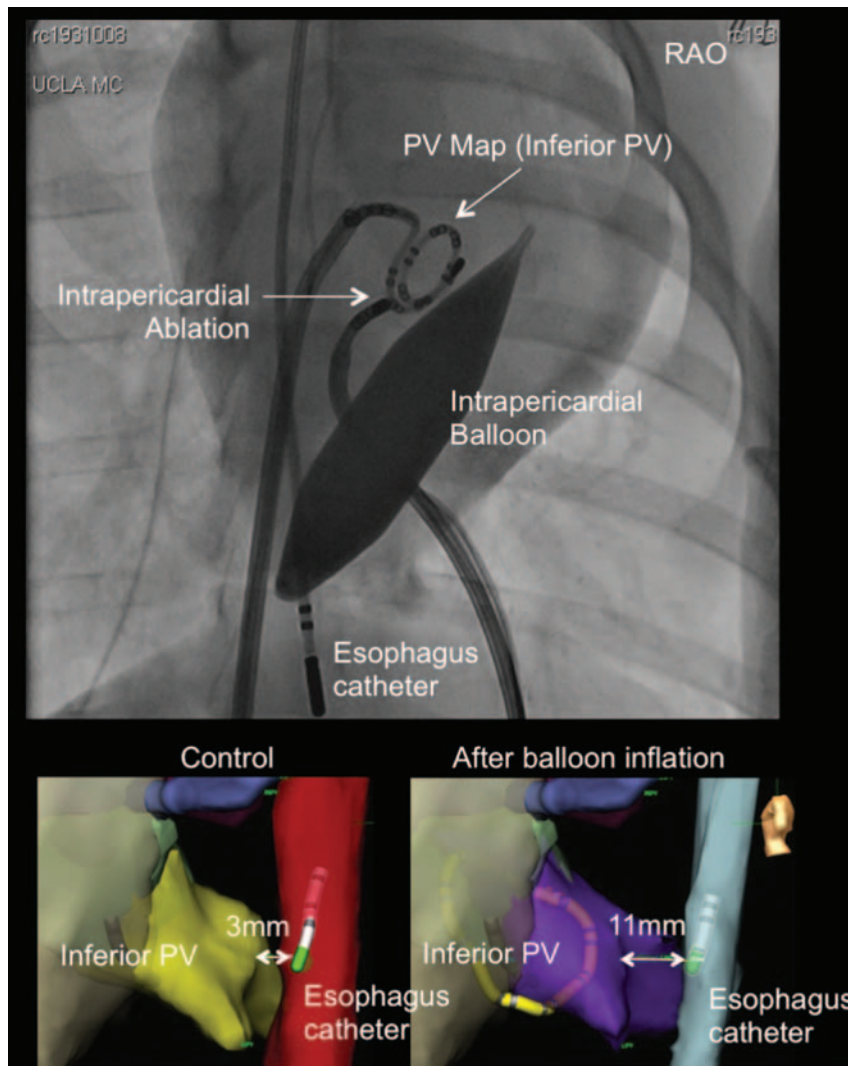 rc1931008
rc193
UCLA MC
RAO
PV Map (Inferior PV)
Intrapericardial
Ablation
Intrapericardial
Balloon
Esophagus
catheter
Control
After balloon inflation
3mm
Inferior PV
Esophagus
catheter
11mm
Inferior PV
Esophagus
catheter